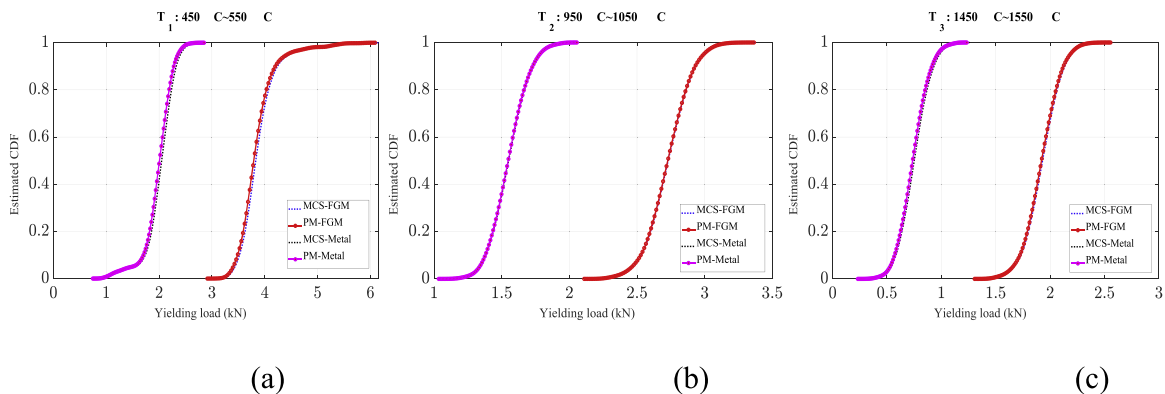 T1: 450 C~550 C
1
0.8
0.6
0.4
0.2
0
Estimated CDF
MCS-FGM
PM-FGM
MCS-Metal
PM-Metal
0 1 2 3 4 5 6
Yielding load (kN)
(a)
T2: 950 C~1050 C
1
0.8
0.6
0.4
0.2
0
Estimated CDF
MCS-FGM
PM-FGM
MCS-Metal
PM-Metal
1 1.5 2 2.5 3 3.5
Yielding load (kN)
(b)
T3: 1450 C~1550 C
1
0.8
0.6
0.4
0.2
0
Estimated CDF
MCS-FGM
PM-FGM
MCS-Metal
PM-Metal
0 0.5 1 1.5 2 2.5 3
Yielding load (kN)
(c)